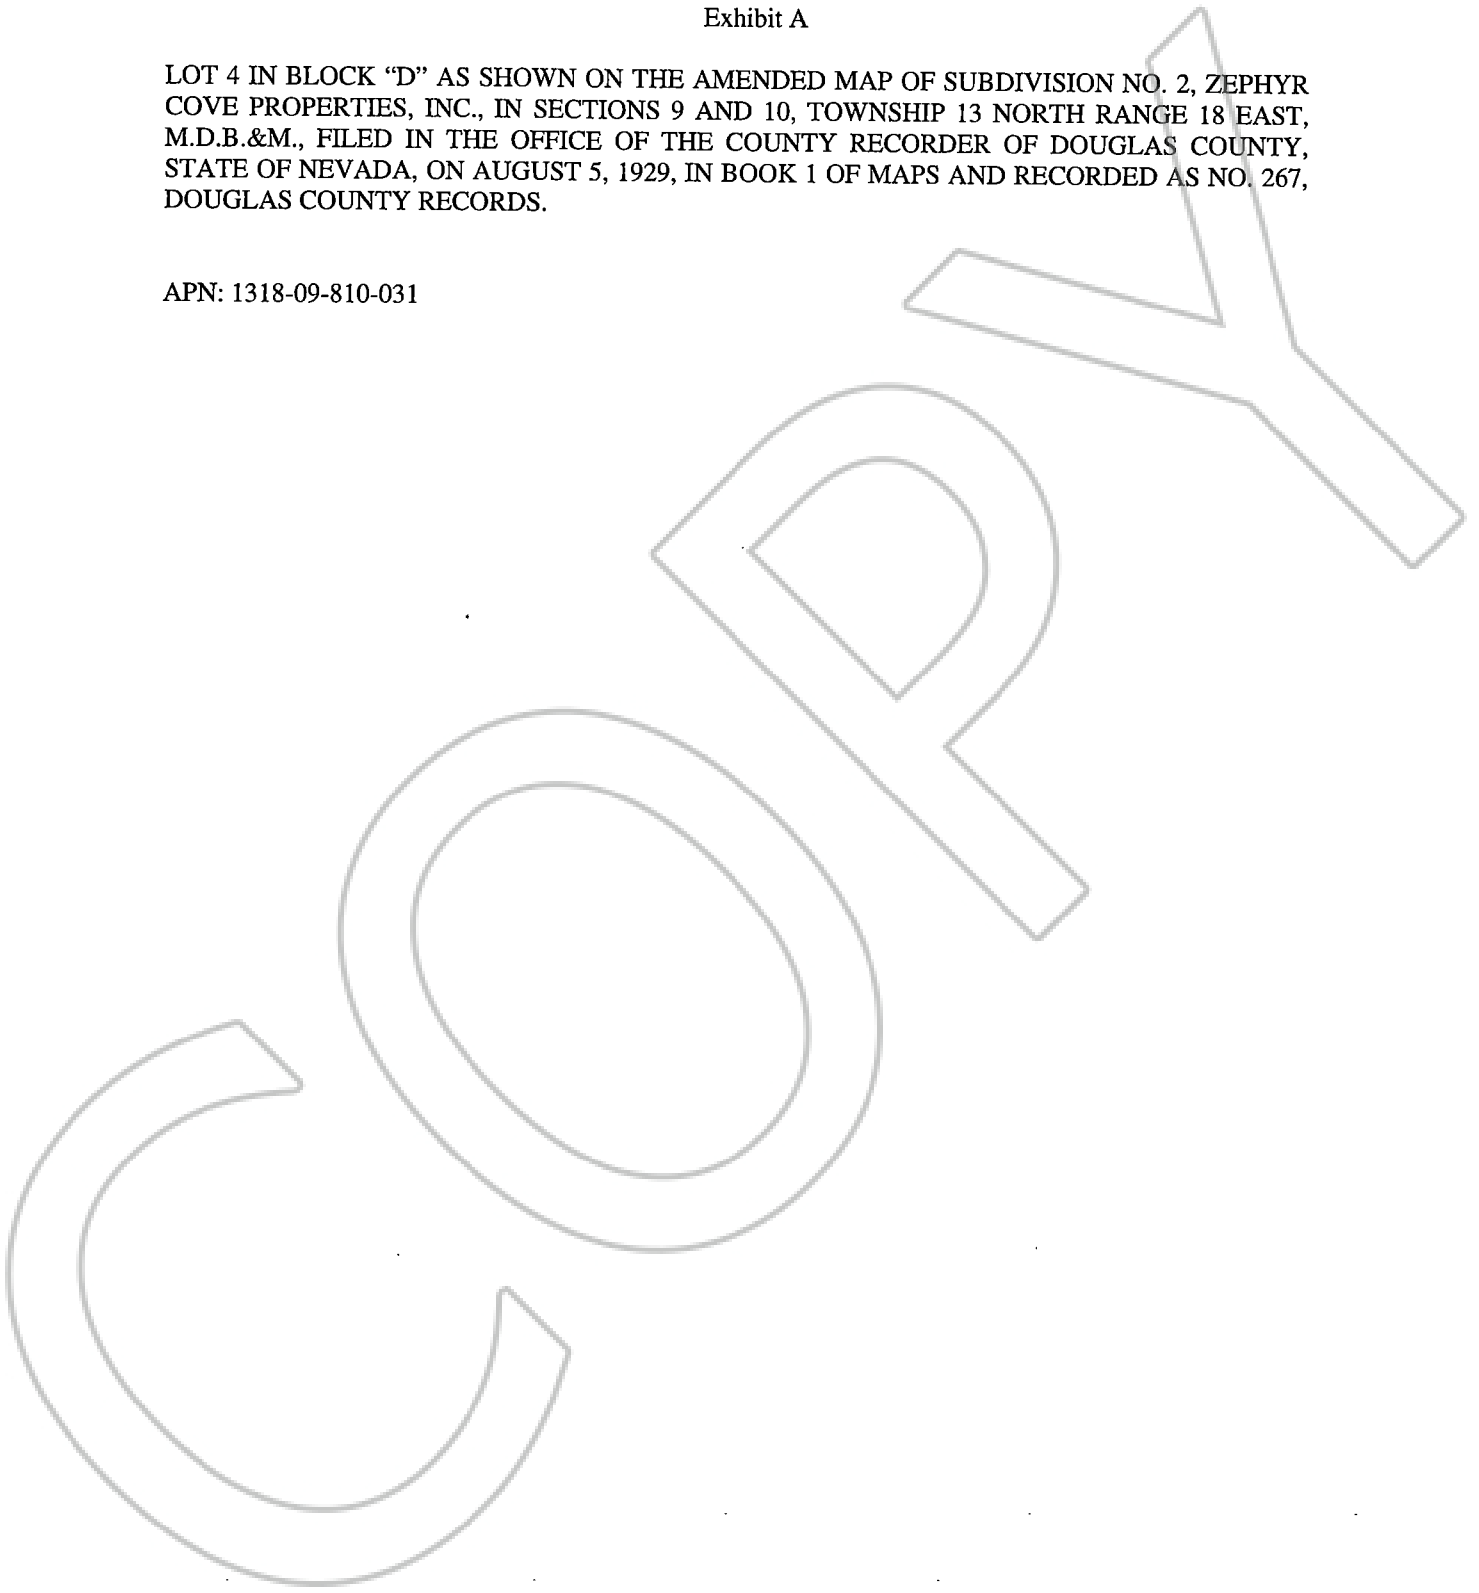 Exhibit A
LOT 4 IN BLOCK “D” AS SHOWN ON THE AMENDED MAP OF SUBDIVISION NO. 2, ZEPHYR
COVE PROPERTIES, INC., IN SECTIONS 9 AND 10, TOWNSHIP 13 NORTH RANGE 18 EAST,
M.D.B.&M., FILED IN THE OFFICE OF THE COUNTY RECORDER OF DOUGLAS COUNTY,
STATE OF NEVADA, ON AUGUST 5, 1929, IN BOOK 1 OF MAPS AND RECORDED AS NO. 267,
DOUGLAS COUNTY RECORDS.
APN: 1318-09-810-031
COPY